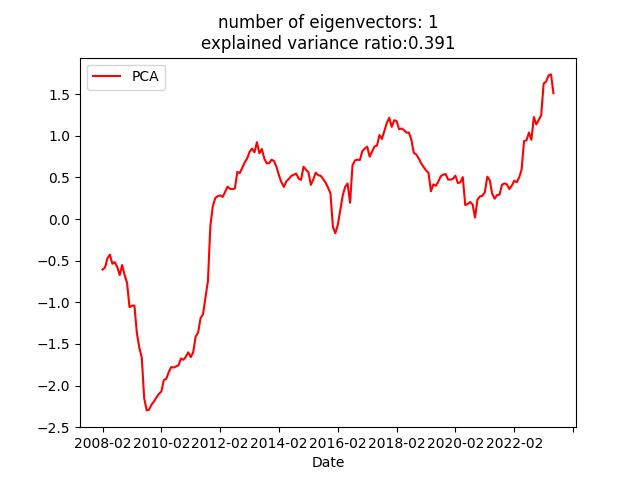 number of eigenvectors: 1
explained variance ratio:0.391
PCA
1.5
1.0
0.5
0.0
−0.5
−1.0
−1.5
−2.0
−2.5
2008-02 2010-02 2012-02 2014-02 2016-02 2018-02 2020-02 2022-02
Date